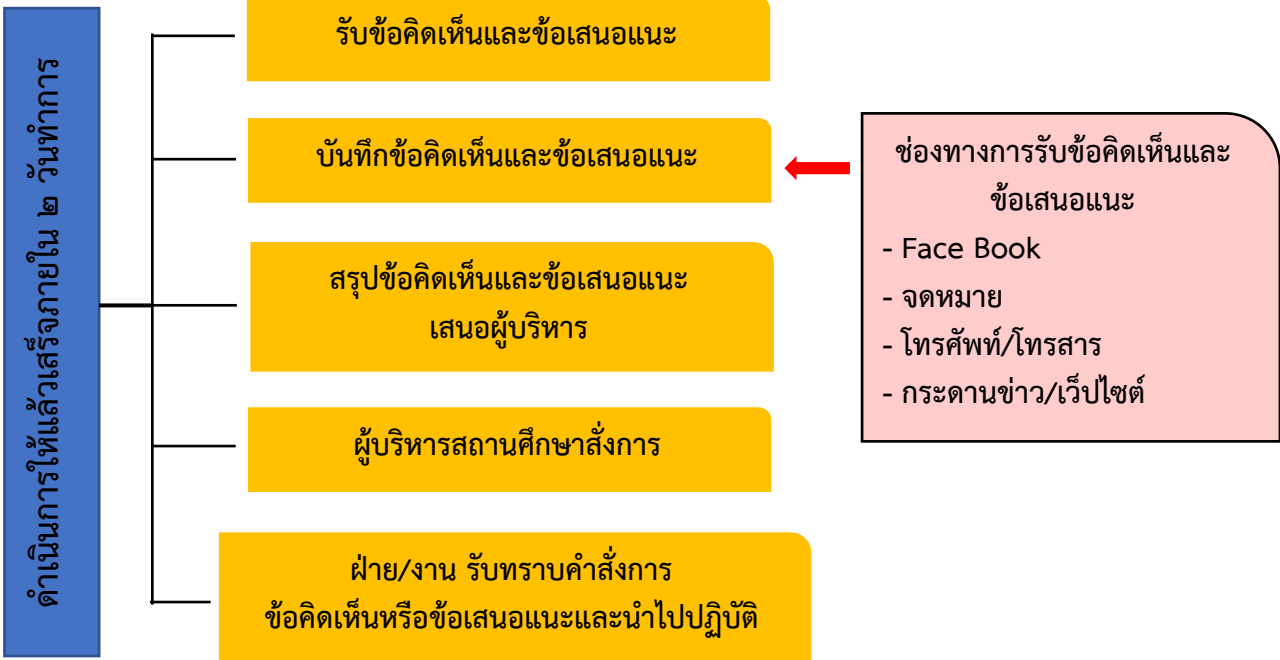 ดำเนินการให้แล้วเสร็จภายใน ๒ วันทำการ
รับข้อคิดเห็นและข้อเสนอแนะ
บันทึกข้อคิดเห็นและข้อเสนอแนะ
สรุปข้อคิดเห็นและข้อเสนอแนะ
เสนอผู้บริหาร
ผู้บริหารสถานศึกษาสั่งการ
ฝ่าย/งาน รับทราบคำสั่งการ
ข้อคิดเห็นหรือข้อเสนอแนะและนำไปปฏิบัติ
ช่องทางการรับข้อคิดเห็นและ
ข้อเสนอแนะ
- Face Book
- จดหมาย
- โทรศัพท์/โทรสาร
- กระดานข่าว/เว็ปไซต์